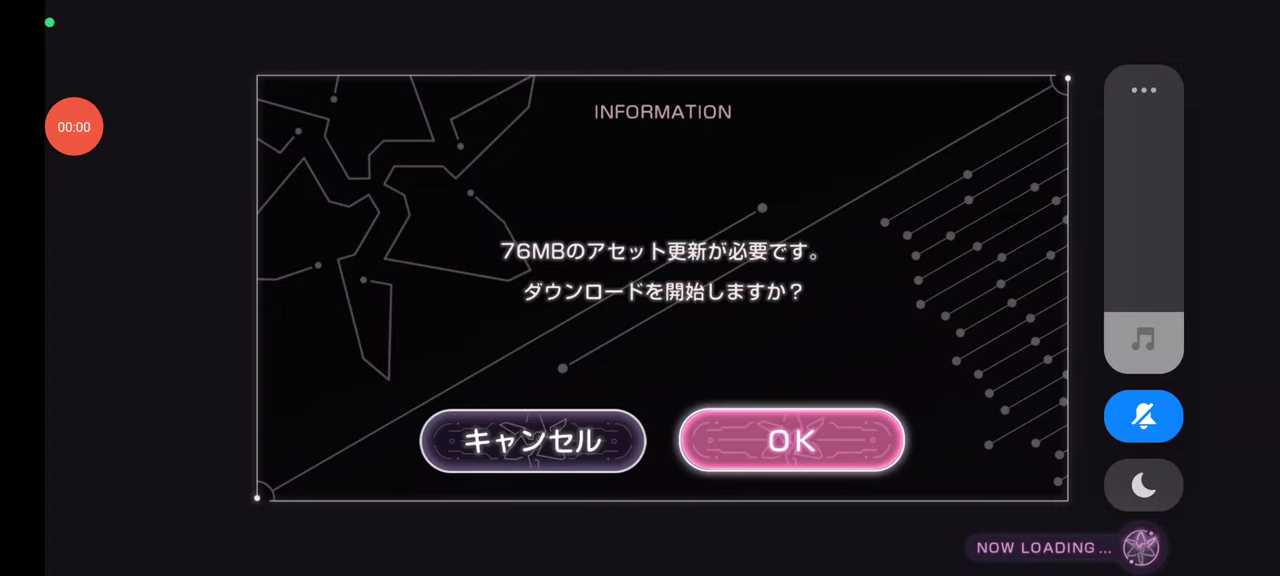 INFORMATION
00:00
76MBのアセット更新が必要です。
ダウンロードを開始しますか？
キャンセル
OK
NOW LOADING...